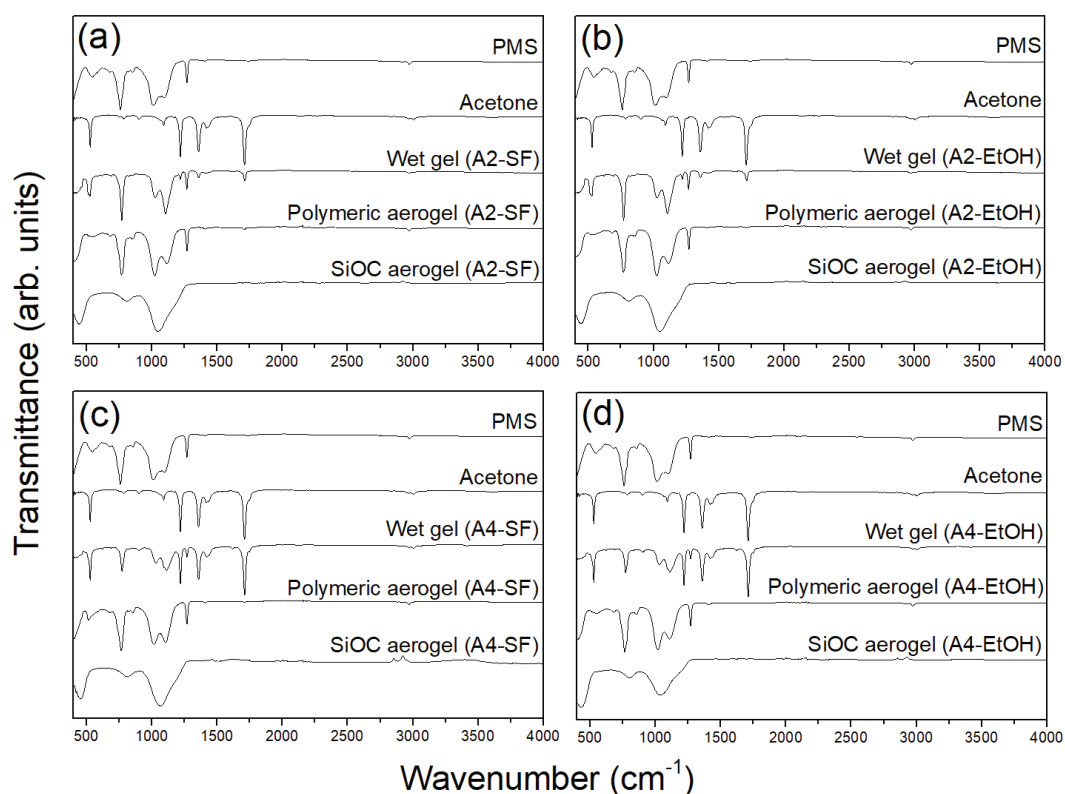 (a)
PMS
Acetone
Wet gel (A2-SF)
Polymeric aerogel (A2-SF)
SiOC aerogel (A2-SF)
500 1000 1500 2000 2500 3000 3500 4000
(b)
PMS
Acetone
Wet gel (A2-EtOH)
Polymeric aerogel (A2-EtOH)
SiOC aerogel (A2-EtOH)
500 1000 1500 2000 2500 3000 3500 4000
(c)
PMS
Acetone
Wet gel (A4-SF)
Polymeric aerogel (A4-SF)
SiOC aerogel (A4-SF)
500 1000 1500 2000 2500 3000 3500 4000
(d)
PMS
Acetone
Wet gel (A4-EtOH)
Polymeric aerogel (A4-EtOH)
SiOC aerogel (A4-EtOH)
500 1000 1500 2000 2500 3000 3500 4000
Transmittance (arb. units)
Wavenumber (cm⁻¹)